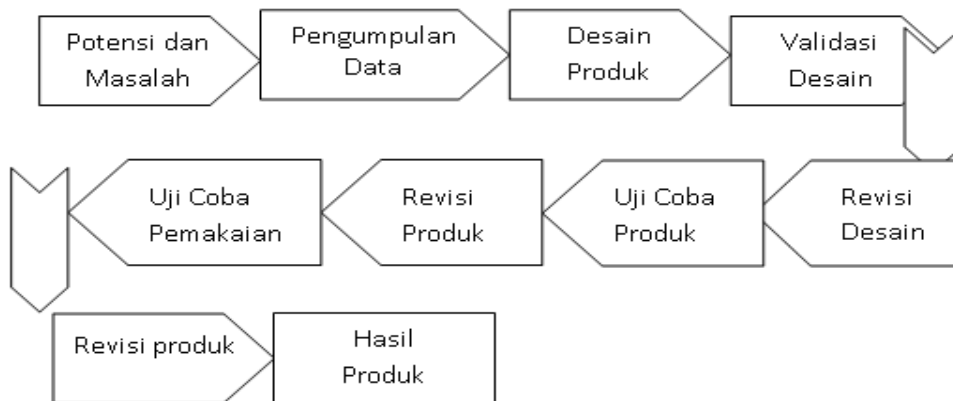 Potensi dan
Masalah
Pengumpulan
Data
Desain
Produk
Validasi
Desain
Revisi
Desain
Uji Coba
Produk
Revisi
Produk
Uji Coba
Pemakaian
Revisi produk
Hasil
Produk